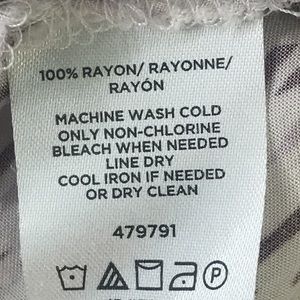 100% RAYON/ RAYONNE/
RAYÓN
MACHINE WASH COLD
ONLY NON-CHLORINE
BLEACH WHEN NEEDED
LINE DRY
COOL IRON IF NEEDED
OR DRY CLEAN
479791
P